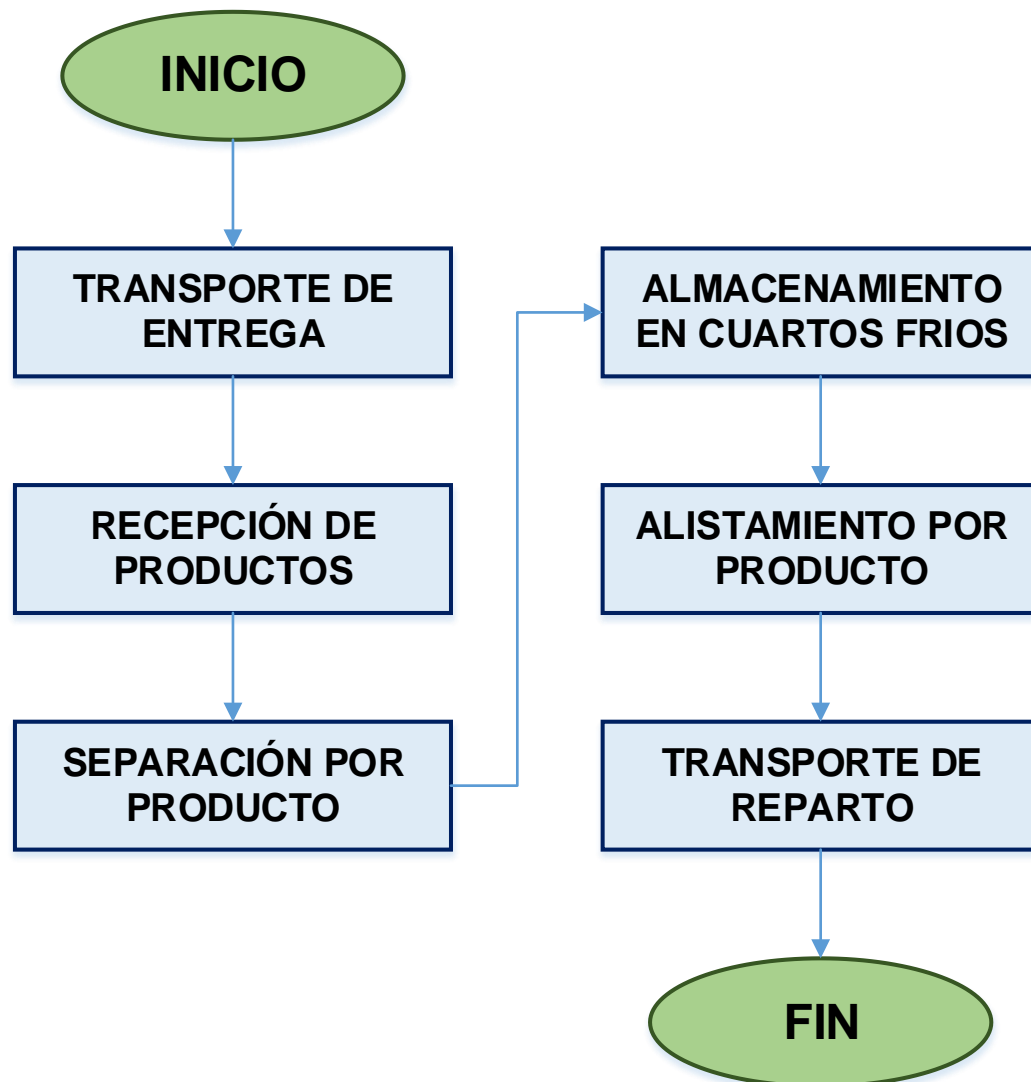 INICIO
TRANSPORTE DE
ENTREGA
RECEPCIÓN DE
PRODUCTOS
SEPARACIÓN POR
PRODUCTO
ALMACENAMIENTO
EN CUARTOS FRIOS
ALISTAMIENTO POR
PRODUCTO
TRANSPORTE DE
REPARTO
FIN